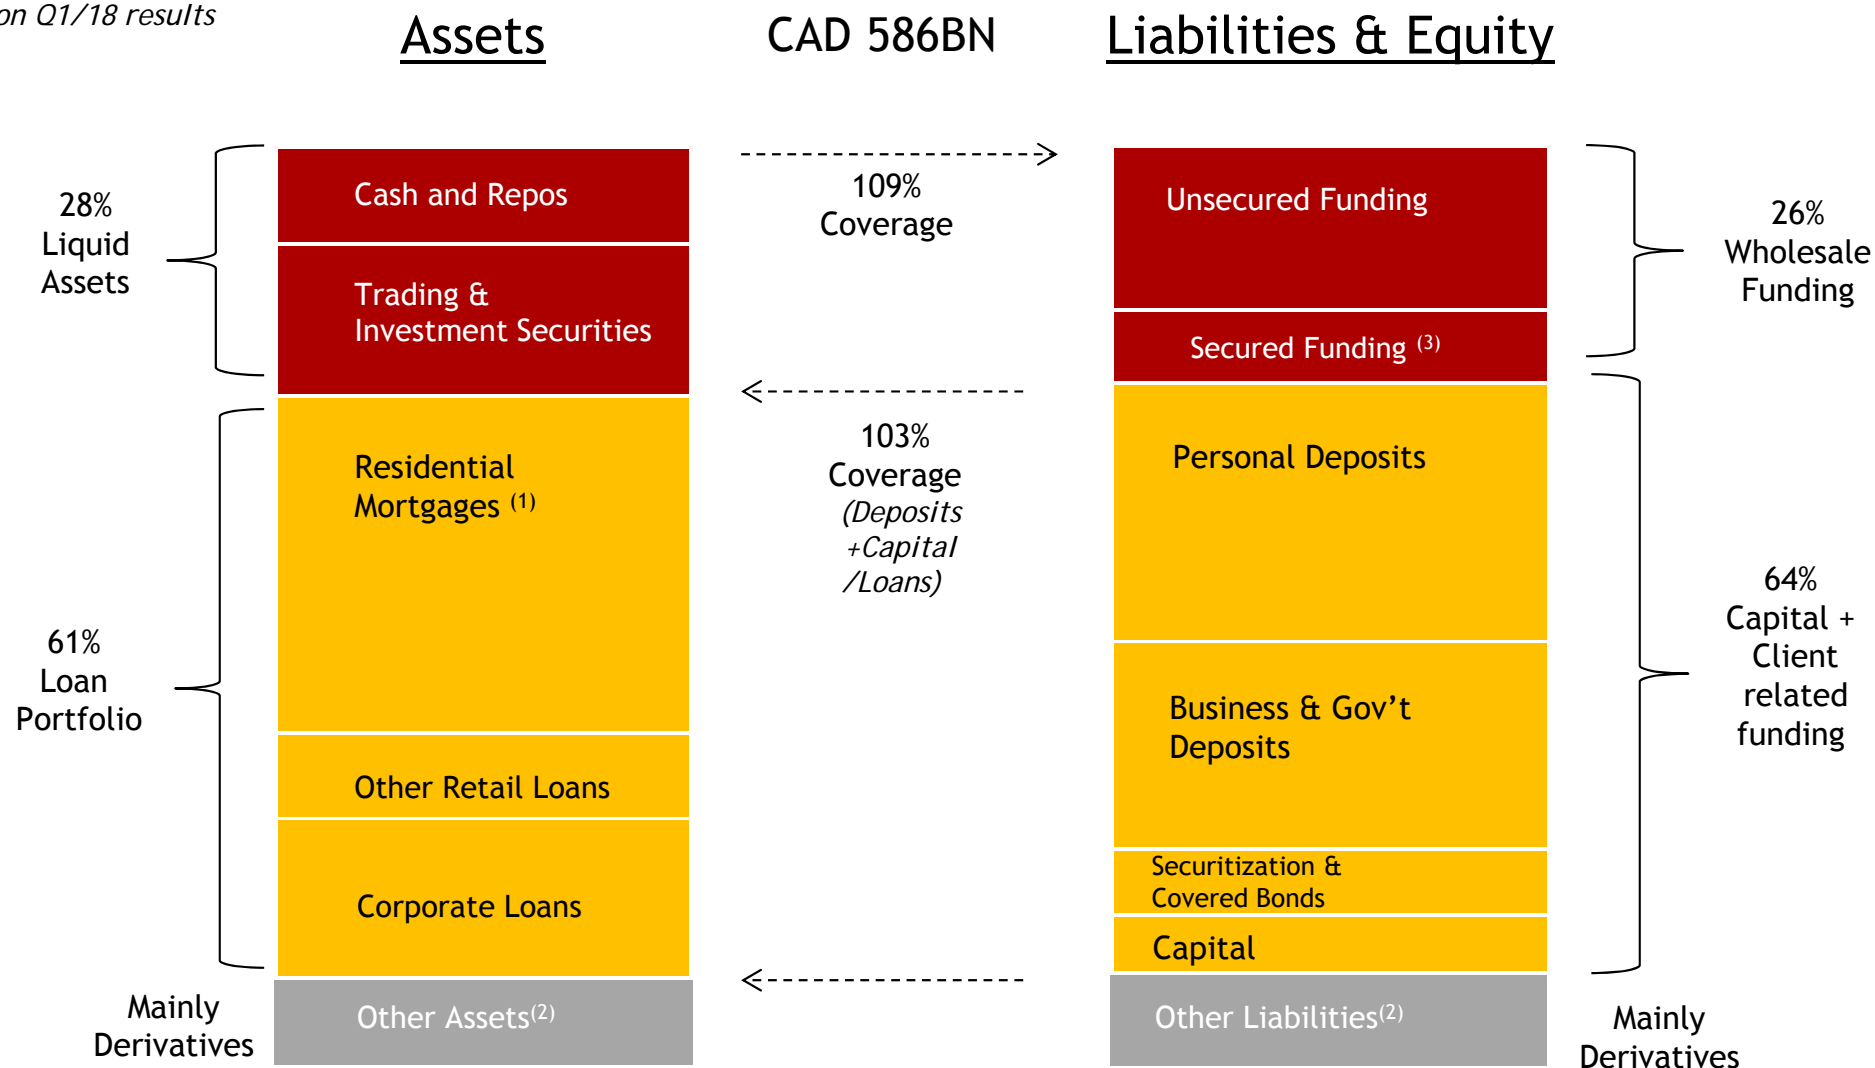 on Q1/18 results
Assets
CAD 586BN
Liabilities & Equity
28%
Liquid
Assets
Cash and Repos
Trading &
Investment Securities
109%
Coverage
Unsecured Funding
Secured Funding (3)
26%
Wholesale
Funding
61%
Loan
Portfolio
Residential
Mortgages (1)
Other Retail Loans
Corporate Loans
103%
Coverage
(Deposits
+Capital
/Loans)
Personal Deposits
Business & Gov’t
Deposits
Securitization &
Covered Bonds
Capital
64%
Capital +
Client
related
funding
Mainly
Derivatives
Other Assets(2)
Other Liabilities(2)
Mainly
Derivatives